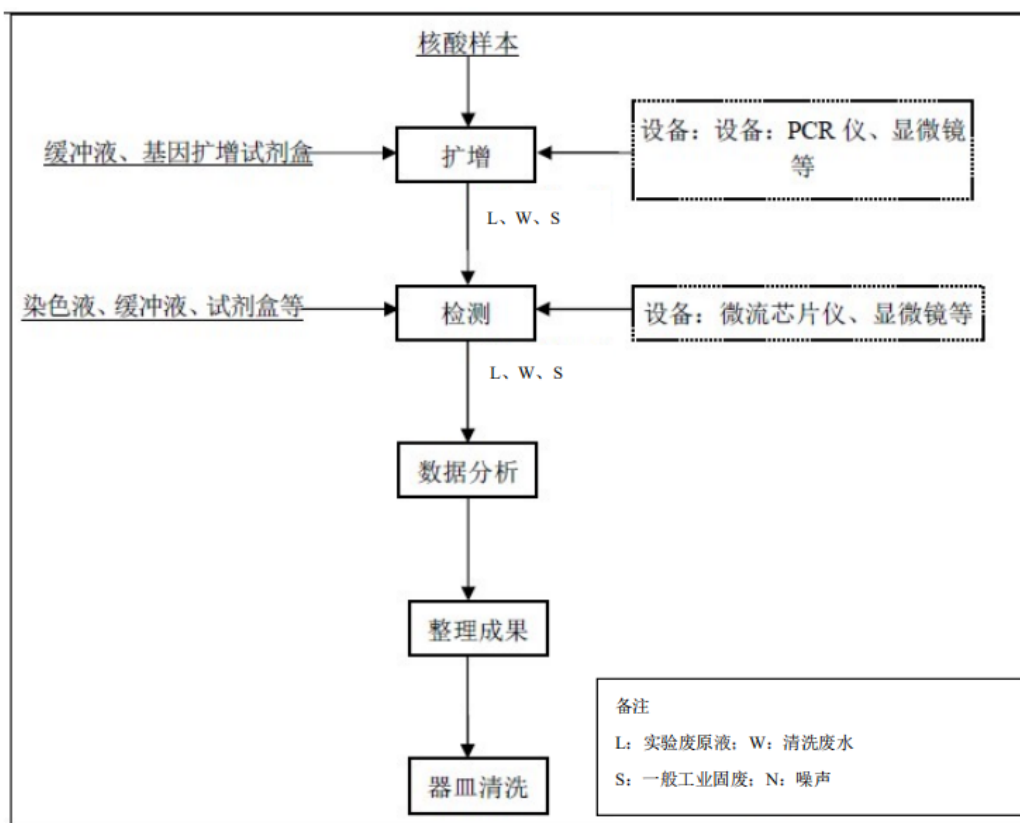 核酸样本
缓冲液、基因扩增试剂盒
扩增
设备：设备：PCR 仪、显微镜
等
L、W、S
染色液、缓冲液、试剂盒等
检测
设备：微流芯片仪、显微镜等
L、W、S
数据分析
整理成果
器皿清洗
备注
L：实验废原液；W：清洗废水
S：一般工业固废；N：噪声